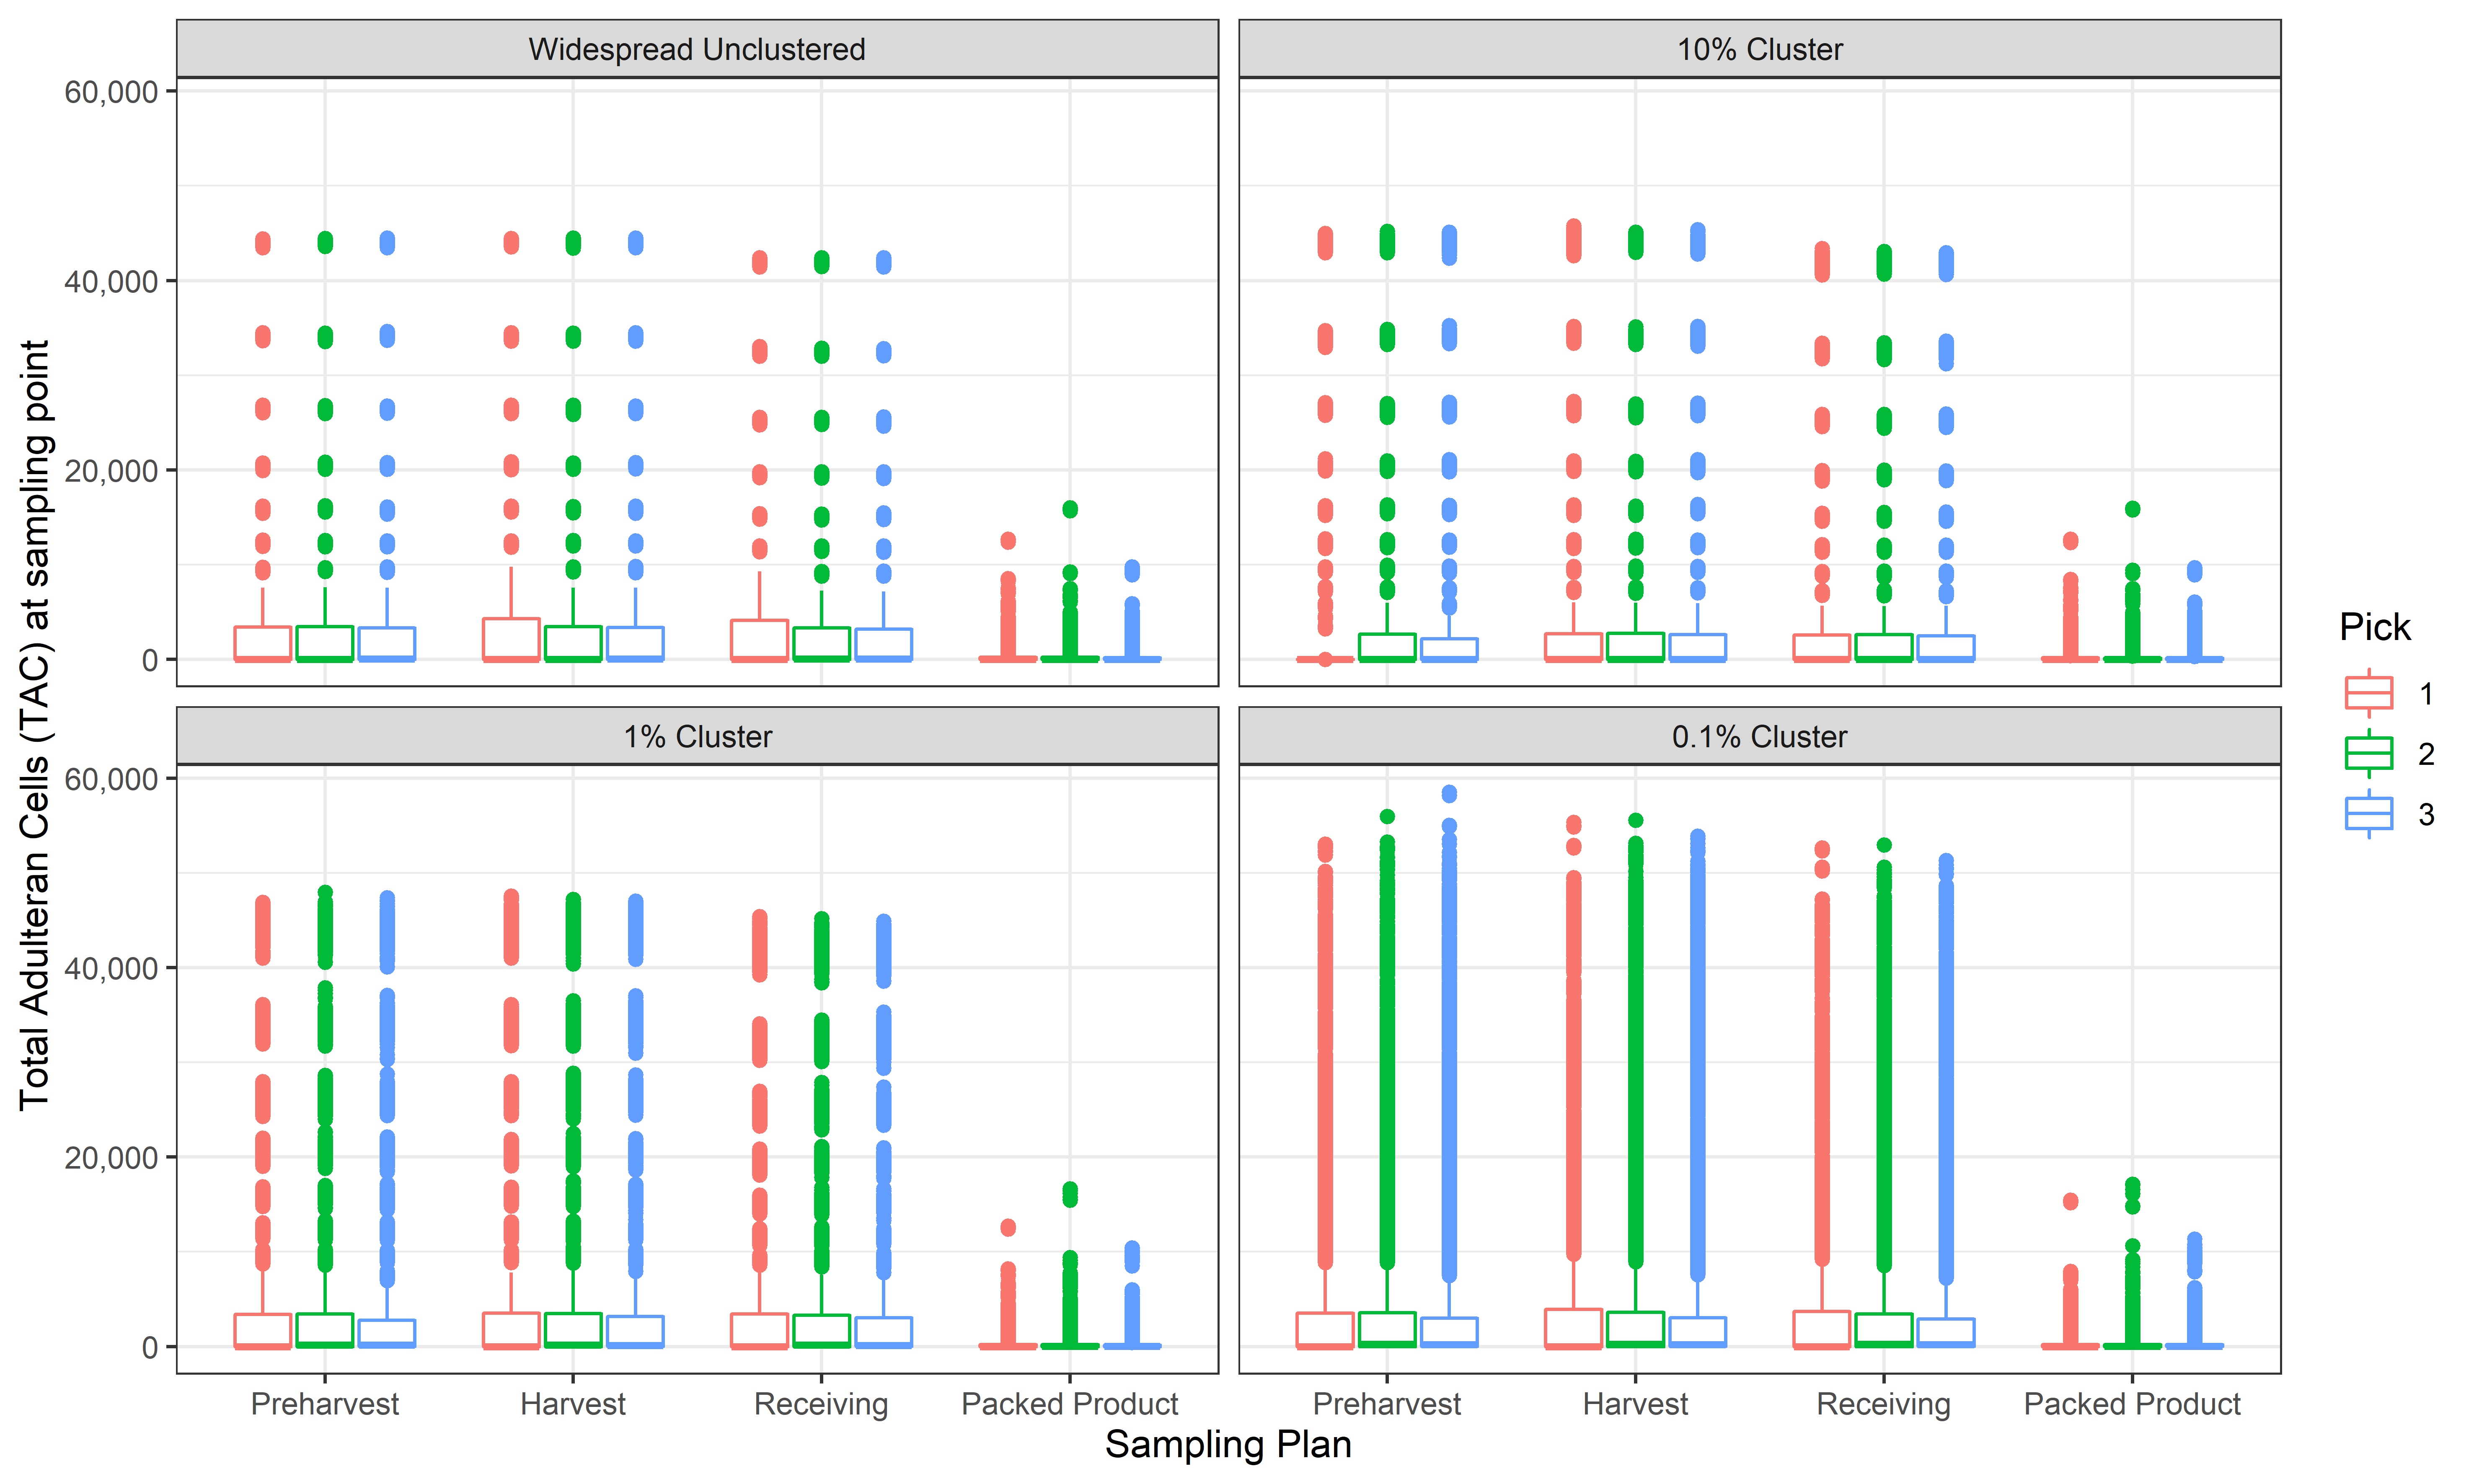 Widespread Unclustered
10% Cluster
60,000
40,000
20,000
0
1% Cluster
0.1% Cluster
60,000
40,000
20,000
0
Preharvest Harvest Receiving Packed Product
Preharvest Harvest Receiving Packed Product
Sampling Plan
Total Adulteran Cells (TAC) at sampling point
Pick
1
2
3